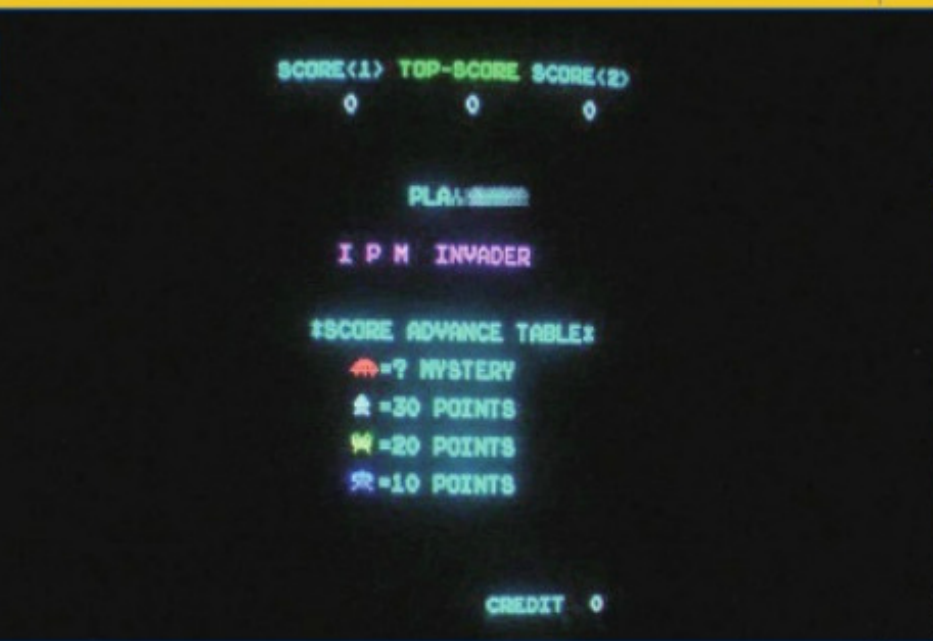 SCORE<1> TOP-SCORE SCORE<2>
0 0 0
PLA
I P M INVADER
*SCORE ADVANCE TABLE*
=? MYSTERY
=30 POINTS
=20 POINTS
=10 POINTS
CREDIT 0